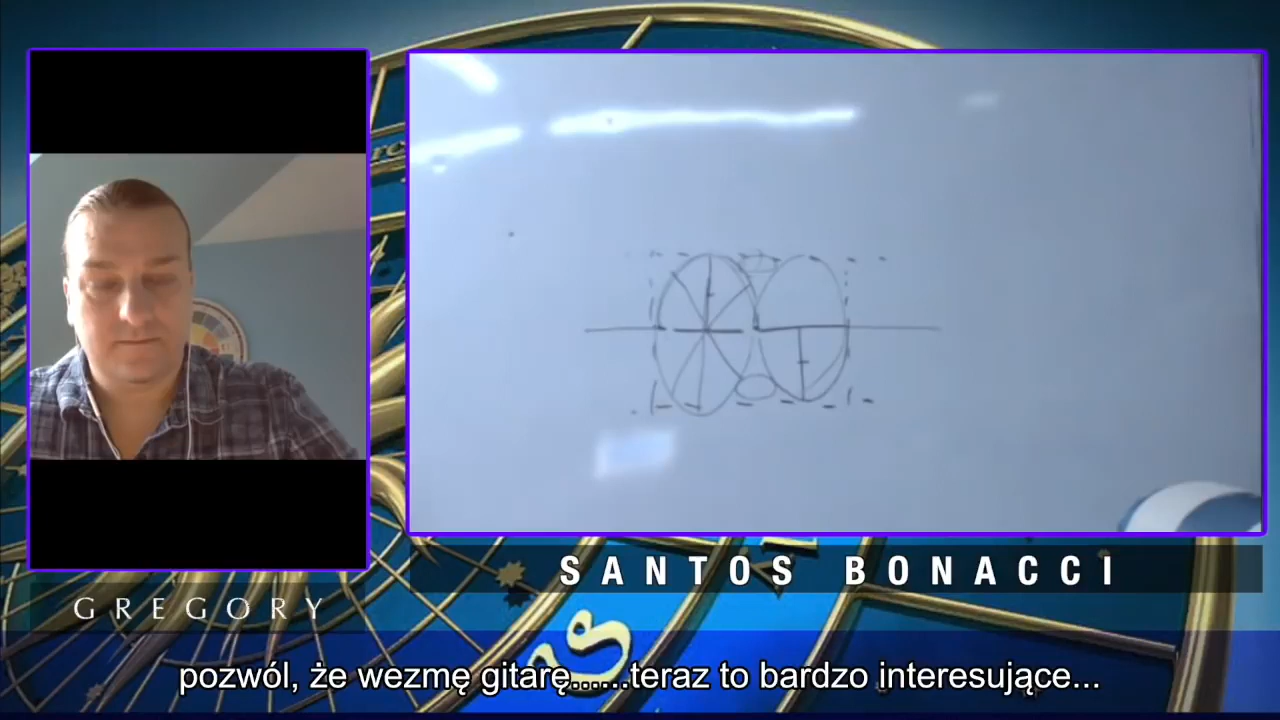 SANTOS BONACCI
GREGORY
pozwól, że wezmę gitarę......teraz to bardzo interesujące...